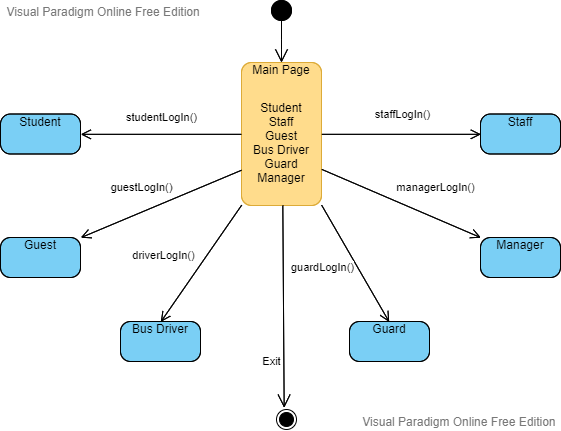 Visual Paradigm Online Free Edition
Main Page
Student
Staff
Guest
Bus Driver
Guard
Manager
Student
studentLogIn()
staffLogIn()
Staff
guestLogIn()
managerLogIn()
Guest
Manager
driverLogIn()
guardLogIn()
Bus Driver
Guard
Exit
Visual Paradigm Online Free Edition